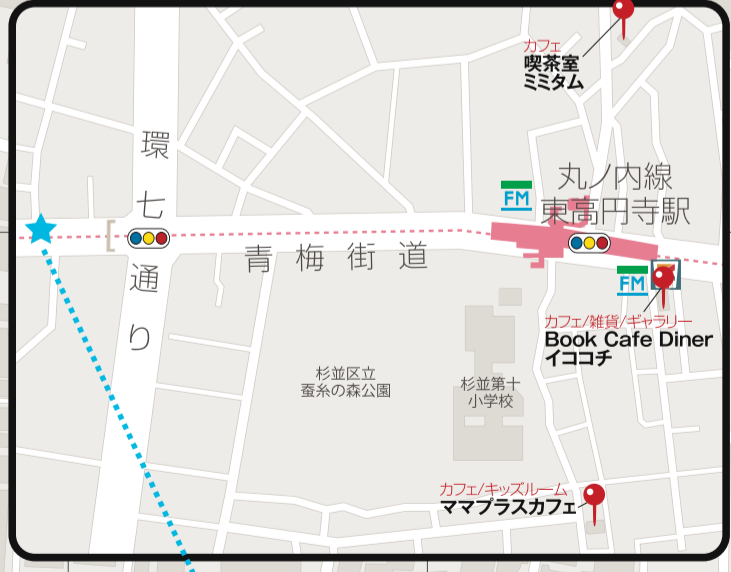 カフェ
喫茶室
ミミタム
環七通り
FM
丸ノ内線
東高円寺駅
青梅街道
FM
カフェ/雑貨/ギャラリー
Book Cafe Diner
イココチ
杉並区立
蚕糸の森公園
杉並第十
小学校
カフェ/キッズルーム
ママプラスカフェ